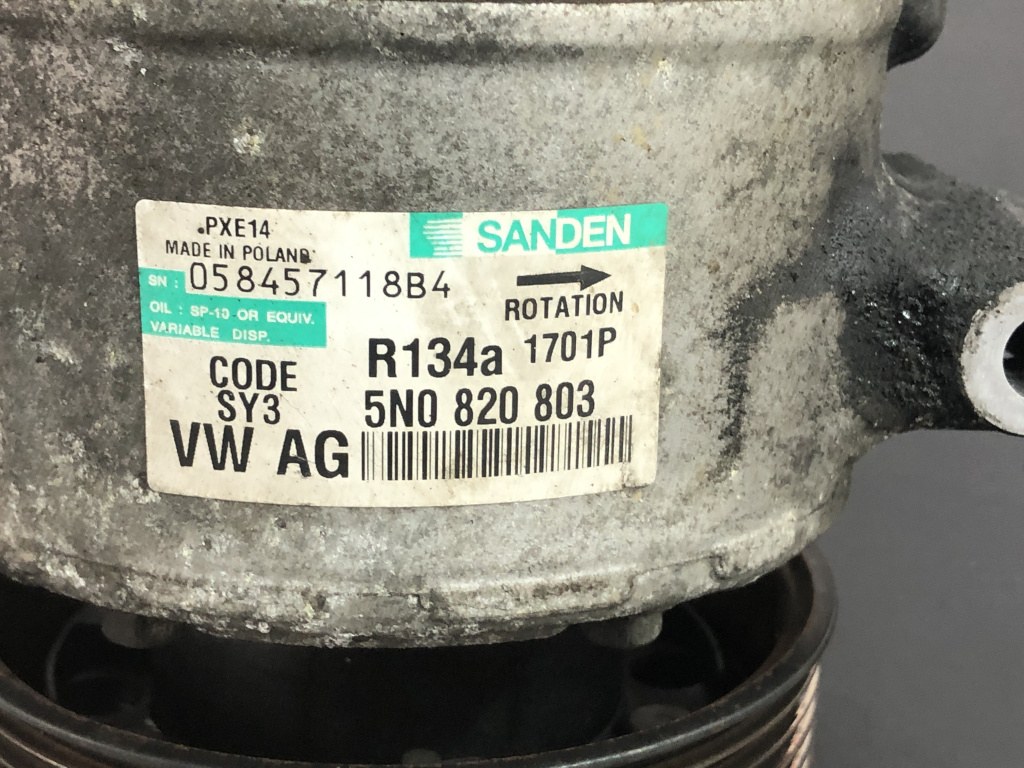 PXE14
SANDEN
MADE IN POLAND
SN : 058457118B4
OIL : SP-10 OR EQUIV.
VARIABLE DISP.
ROTATION
CODE
SY3
R134a 1701P
5N0 820 803
VW AG